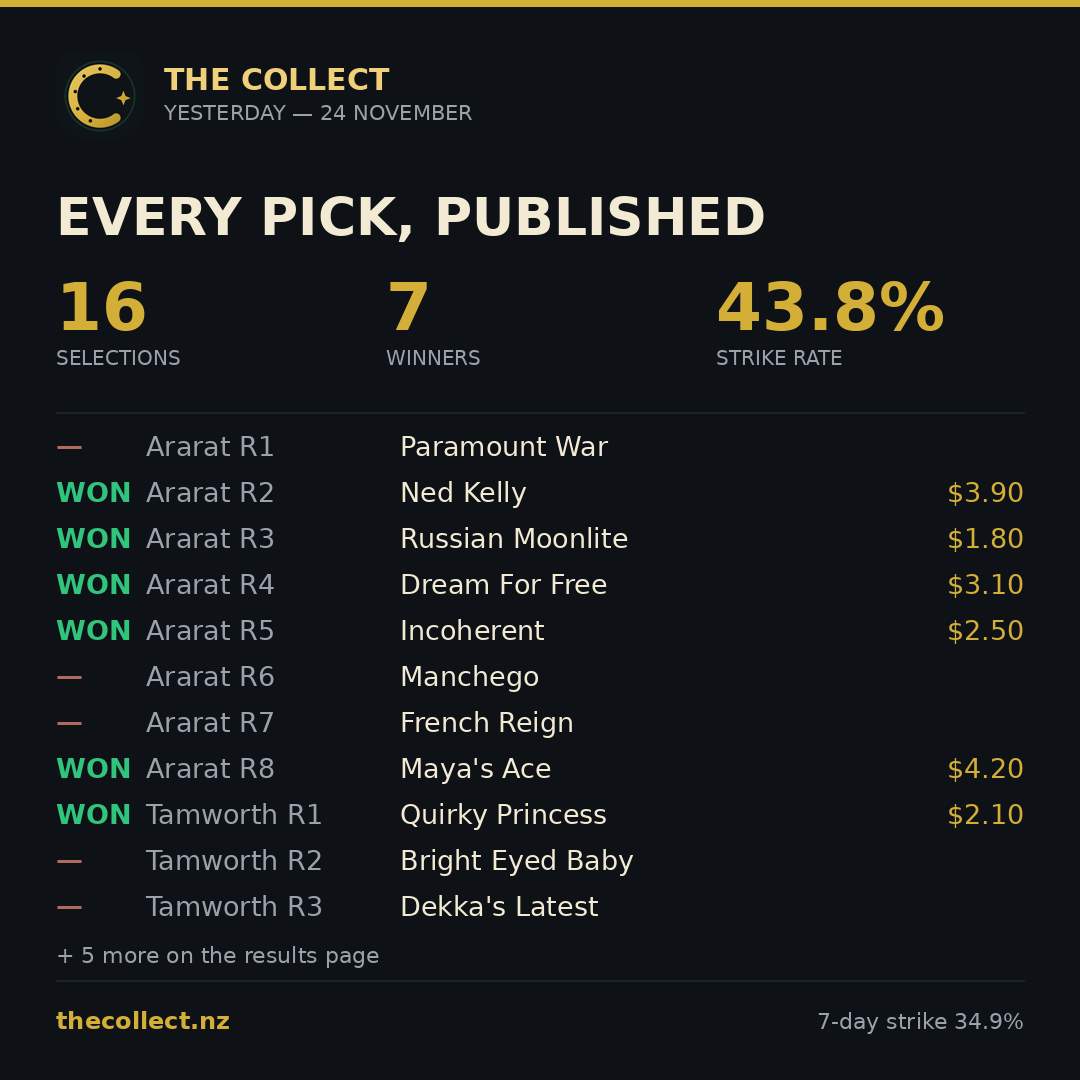 THE COLLECT
YESTERDAY — 24 NOVEMBER
EVERY PICK, PUBLISHED
16 7 43.8%
SELECTIONS WINNERS STRIKE RATE
— Ararat R1 Paramount War
WON Ararat R2 Ned Kelly $3.90
WON Ararat R3 Russian Moonlite $1.80
WON Ararat R4 Dream For Free $3.10
WON Ararat R5 Incoherent $2.50
— Ararat R6 Manchego
— Ararat R7 French Reign
WON Ararat R8 Maya's Ace $4.20
WON Tamworth R1 Quirky Princess $2.10
— Tamworth R2 Bright Eyed Baby
— Tamworth R3 Dekka's Latest
+ 5 more on the results page
thecollect.nz 7-day strike 34.9%